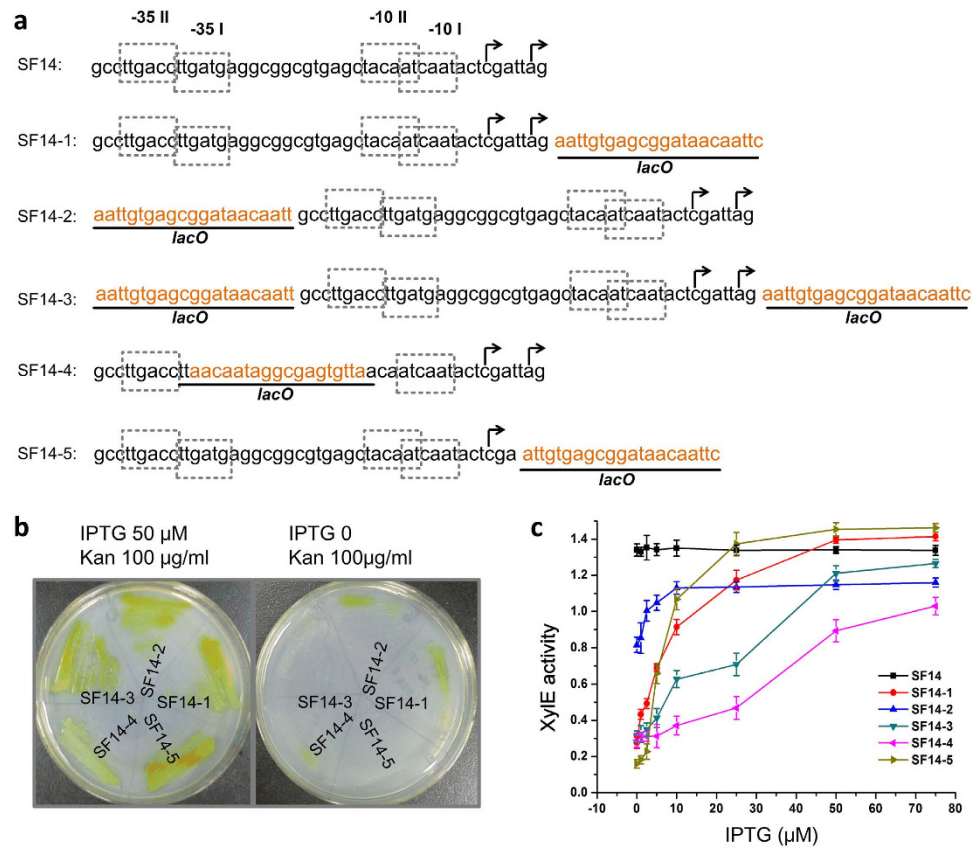 a
-35 II
-35 I
-10 II
-10 I
SF14: gccttgaccttgatgaggcggcgtgagctacaatcaatactcgattag
SF14-1: gccttgaccttgatgaggcggcgtgagctacaatcaatactcgattag aattgtgagcggataacaattc
lacO
SF14-2: aattgtgagcggataacaatt gccttgaccttgatgaggcggcgtgagctacaatcaatactcgattag
lacO
SF14-3: aattgtgagcggataacaatt gccttgaccttgatgaggcggcgtgagctacaatcaatactcgattag aattgtgagcggataacaattc
lacO lacO
SF14-4: gccttgaccttaacaataggcgagtgttaacaatcaatactcgattag
lacO
SF14-5: gccttgaccttgatgaggcggcgtgagctacaatcaatactcga attgtgagcggataacaattc
lacO
b
IPTG 50 µM
Kan 100 µg/ml
IPTG 0
Kan 100µg/ml
SF14-2
SF14-3
SF14-1
SF14-4
SF14-5
SF14-2
SF14-3
SF14-1
SF14-4
SF14-5
c
XylE activity
1.4
1.2
1.0
0.8
0.6
0.4
0.2
0.0
-10 0 10 20 30 40 50 60 70 80
IPTG (µM)
SF14
SF14-1
SF14-2
SF14-3
SF14-4
SF14-5